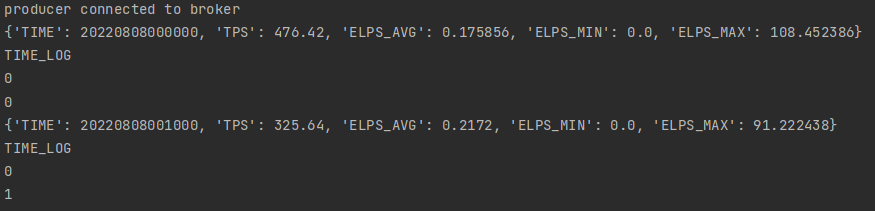 producer connected to broker
{'TIME': 20220808000000, 'TPS': 476.42, 'ELPS_AVG': 0.175856, 'ELPS_MIN': 0.0, 'ELPS_MAX': 108.452386}
TIME_LOG
0
0
{'TIME': 20220808001000, 'TPS': 325.64, 'ELPS_AVG': 0.2172, 'ELPS_MIN': 0.0, 'ELPS_MAX': 91.222438}
TIME_LOG
0
1